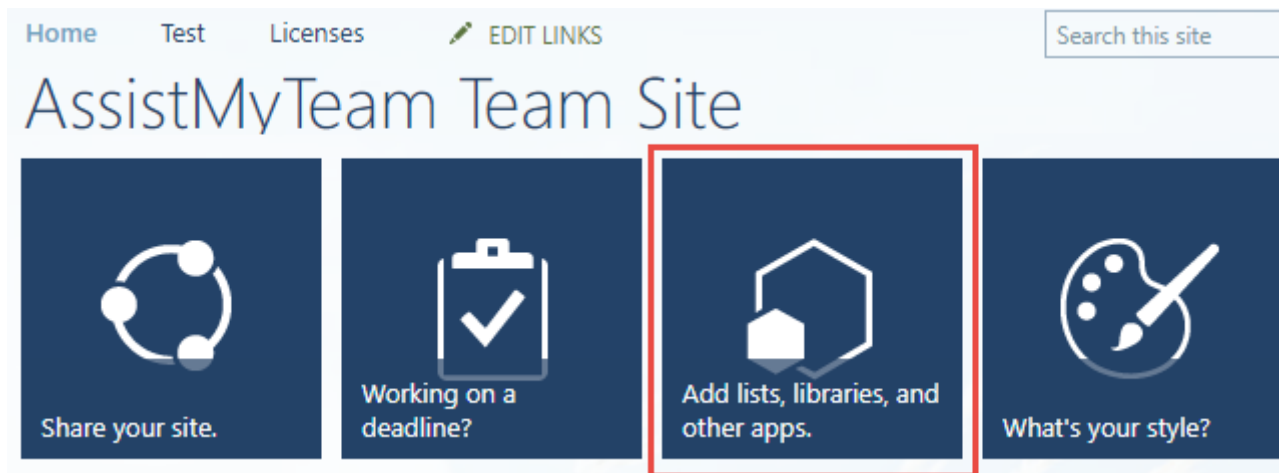 Home Test Licenses EDIT LINKS
Search this site
AssistMyTeam Team Site
Share your site.
Working on a
deadline?
Add lists, libraries, and
other apps.
What's your style?